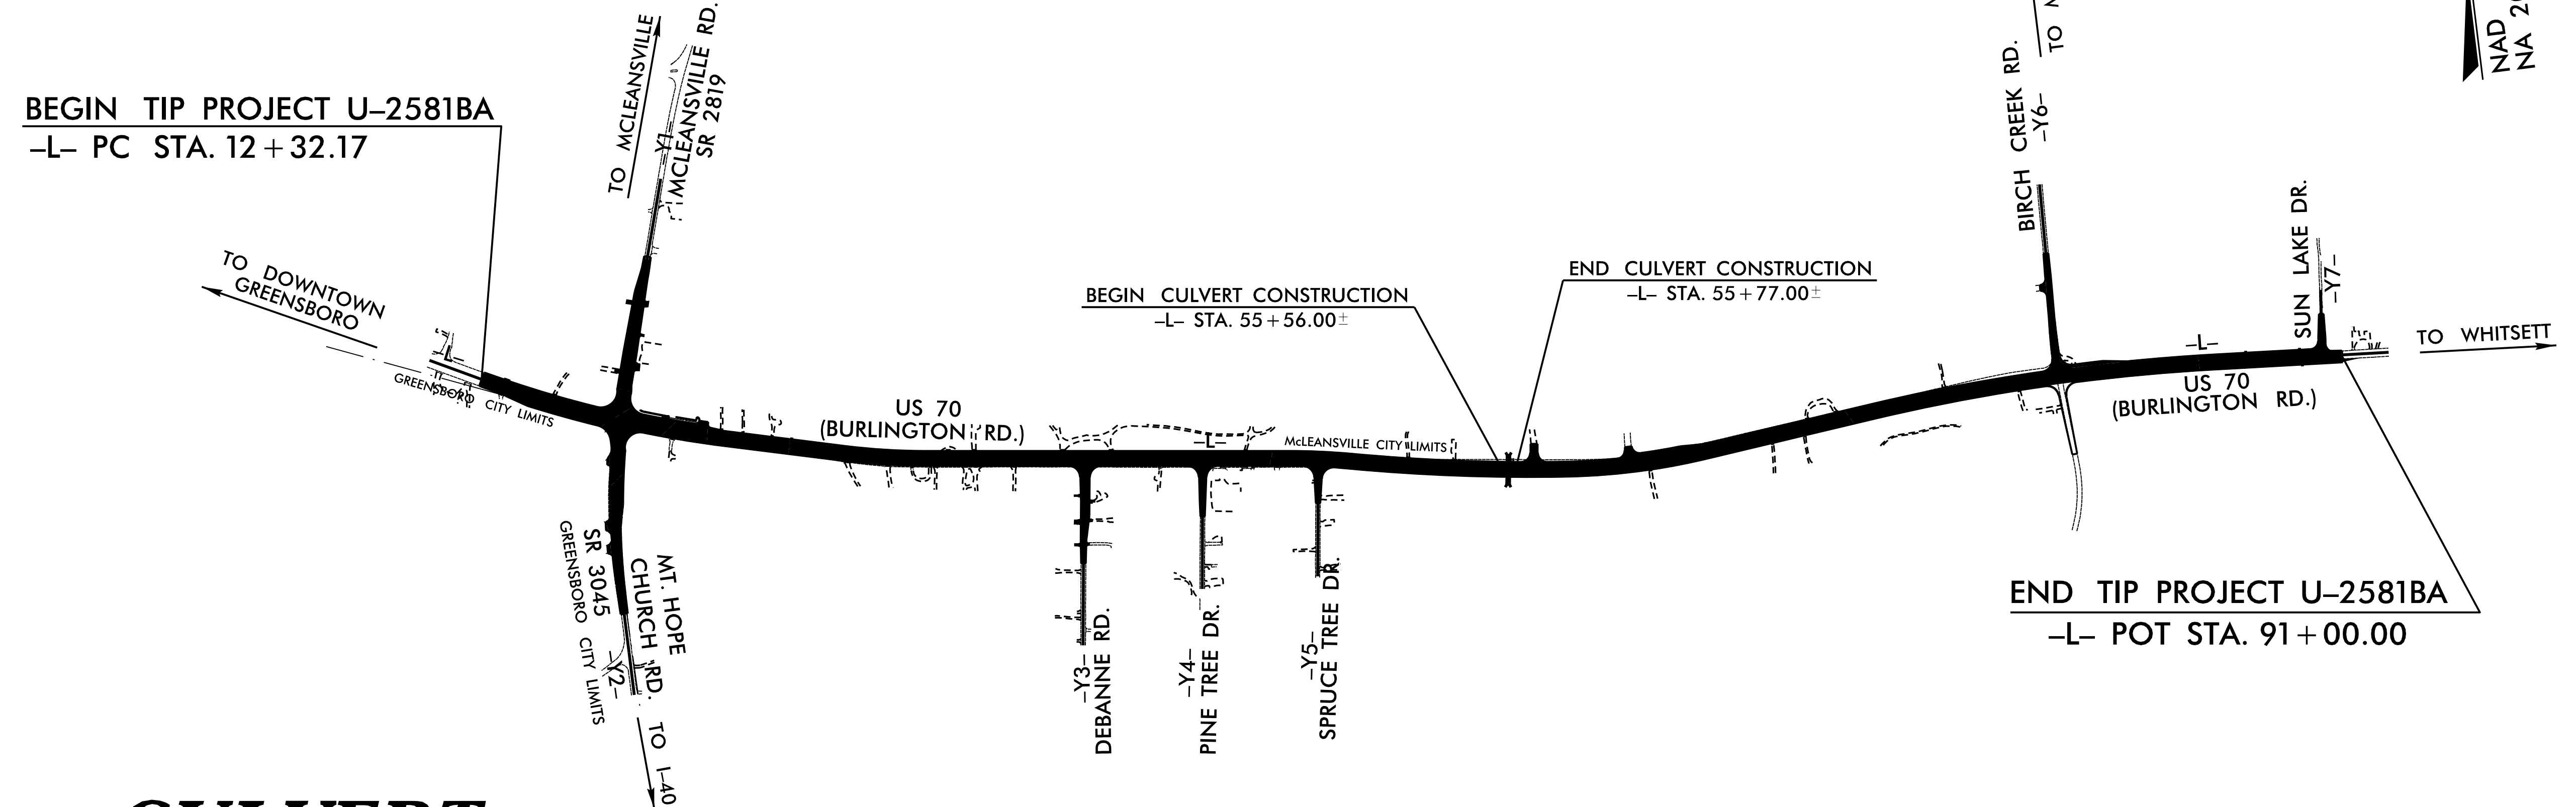 BEGIN TIP PROJECT U–2581BA
–L– PC STA. 12+32.17
TO MCLEANSVILLE
–Y1–
MCLEANSVILLE RD.
SR 2819
TO DOWNTOWN
GREENSBORO
–L–
GREENSBORO CITY LIMITS
US 70
(BURLINGTON RD.)
–L–
McLEANSVILLE CITY LIMITS
BEGIN CULVERT CONSTRUCTION
–L– STA. 55+56.00±
END CULVERT CONSTRUCTION
–L– STA. 55+77.00±
BIRCH CREEK RD.
–Y6–
TO
NAD
NA
SUN LAKE DR.
–Y7–
–L–
US 70
(BURLINGTON RD.)
TO WHITSETT
SR 3045
GREENSBORO CITY LIMITS
MT. HOPE
CHURCH RD.
–Y2–
TO I–40
–Y3–
DEBANNE RD.
–Y4–
PINE TREE DR.
–Y5–
SPRUCE TREE DR.
END TIP PROJECT U–2581BA
–L– POT STA. 91+00.00
CULVERT